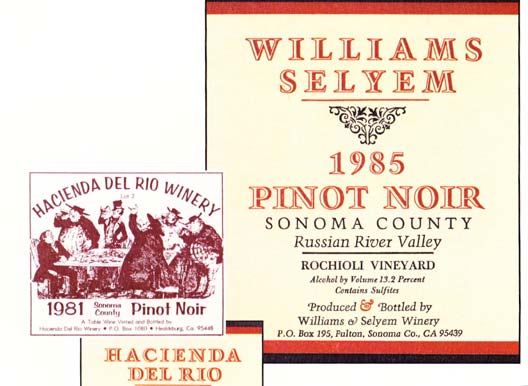 WILLIAMS
SELYEM
1985
PINOT NOIR
SONOMA COUNTY
Russian River Valley
ROCHIOLI VINEYARD
Alcohol by Volume 13.2 Percent
Contains Sulfites
Produced & Bottled by
Williams & Selyem Winery
P.O. Box 195, Fulton, Sonoma Co., CA 95439
HACIENDA DEL RIO WINERY
Lot 2
1981 Sonoma County Pinot Noir
A Table Wine Vinted and Bottled by
Hacienda Del Rio Winery • P.O. Box 1080 • Healdsburg, Ca. 95448
HACIENDA
DEL RIO